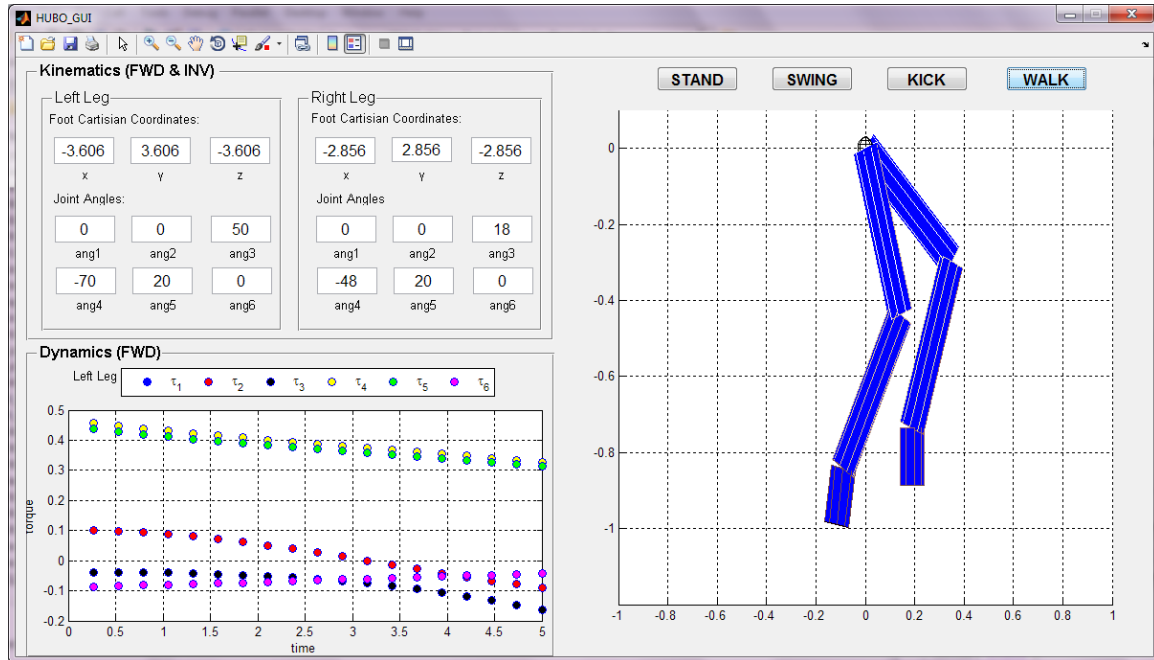 HUBO_GUI
Kinematics (FWD & INV)
Left Leg
Foot Cartisian Coordinates:
-3.606 3.606 -3.606
x Y z
Joint Angles:
0 0 50
ang1 ang2 ang3
-70 20 0
ang4 ang5 ang6
Right Leg
Foot Cartisian Coordinates:
-2.856 2.856 -2.856
x Y z
Joint Angles
0 0 18
ang1 ang2 ang3
-48 20 0
ang4 ang5 ang6
Dynamics (FWD)
Left Leg τ1 τ2 τ3 τ4 τ5 τ6
0.5
0.4
0.3
0.2
0.1
0
-0.1
-0.2
torque
0 0.5 1 1.5 2 2.5 3 3.5 4 4.5 5
time
STAND SWING KICK WALK
0
-0.2
-0.4
-0.6
-0.8
-1
-1 -0.8 -0.6 -0.4 -0.2 0 0.2 0.4 0.6 0.8 1